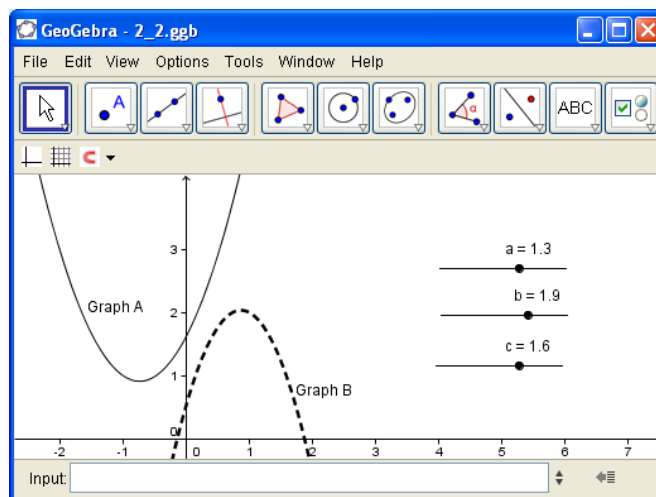 GeoGebra - 2_2.ggb
File Edit View Options Tools Window Help
A
α
ABC
3
a = 1.3
b = 1.9
Graph A
2
c = 1.6
1
Graph B
0
-2 -1 0 1 2 3 4 5 6 7
Input: